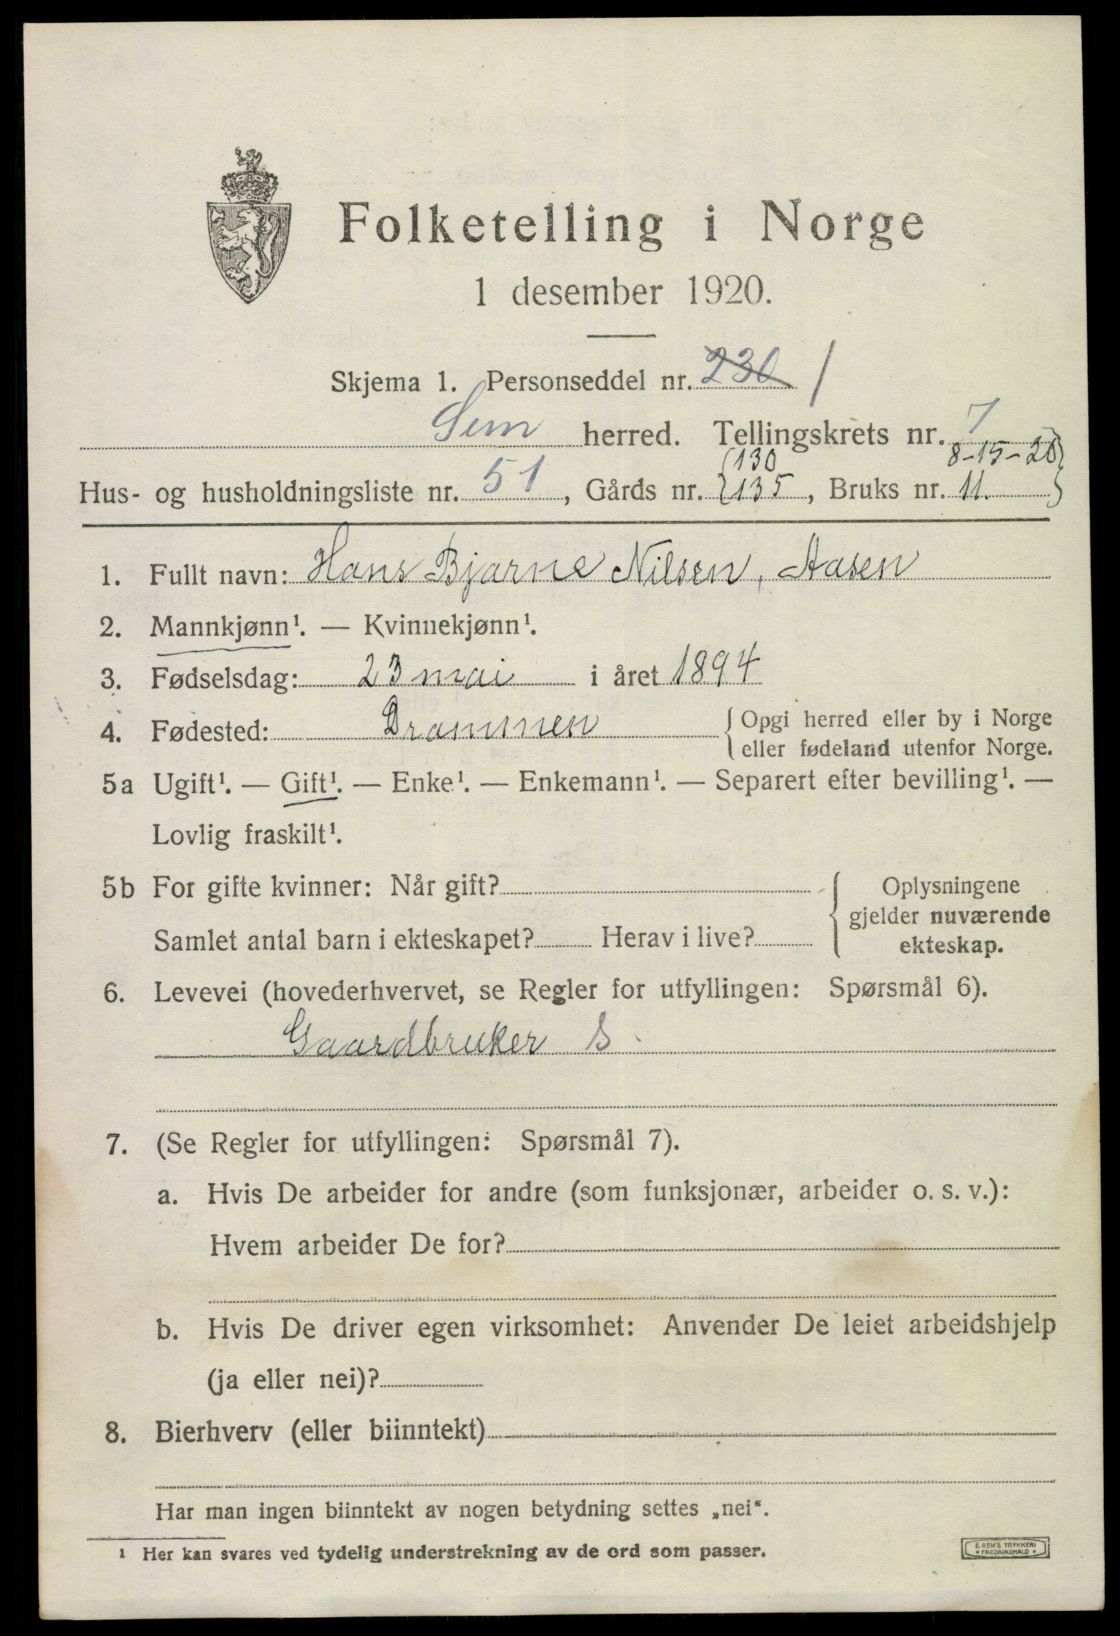 Folketelling i Norge
1 desember 1920.
Skjema 1. Personseddel nr. 230 1
Sem herred. Tellingskrets nr. 7
Hus- og husholdningsliste nr. 51, Gårds nr. {130 135, Bruks nr. 8-15-20 11.}
1. Fullt navn: Hans Bjarne Nilsen, Aasen
2. Mannkjønn¹. — Kvinnekjønn¹.
3. Fødselsdag: 23 mai i året 1894
4. Fødested: Drammen {Opgi herred eller by i Norge
eller fødeland utenfor Norge.
5a Ugift¹. — Gift¹. — Enke¹. — Enkemann¹. — Separert efter bevilling¹. —
Lovlig fraskilt¹.
5b For gifte kvinner: Når gift?
Samlet antal barn i ekteskapet? Herav i live?
{Oplysningene
gjelder nuværende
ekteskap.
6. Levevei (hovederhvervet, se Regler for utfyllingen: Spørsmål 6).
Gaardbruker S.
7. (Se Regler for utfyllingen: Spørsmål 7).
a. Hvis De arbeider for andre (som funksjonær, arbeider o. s. v.):
Hvem arbeider De for?
b. Hvis De driver egen virksomhet: Anvender De leiet arbeidshjelp
(ja eller nei)?
8. Bierhverv (eller biinntekt)
Har man ingen biinntekt av nogen betydning settes „nei“.
¹ Her kan svares ved tydelig understrekning av de ord som passer.
E. SEM'S TRYKKERI
* FREDRIKSHALD *